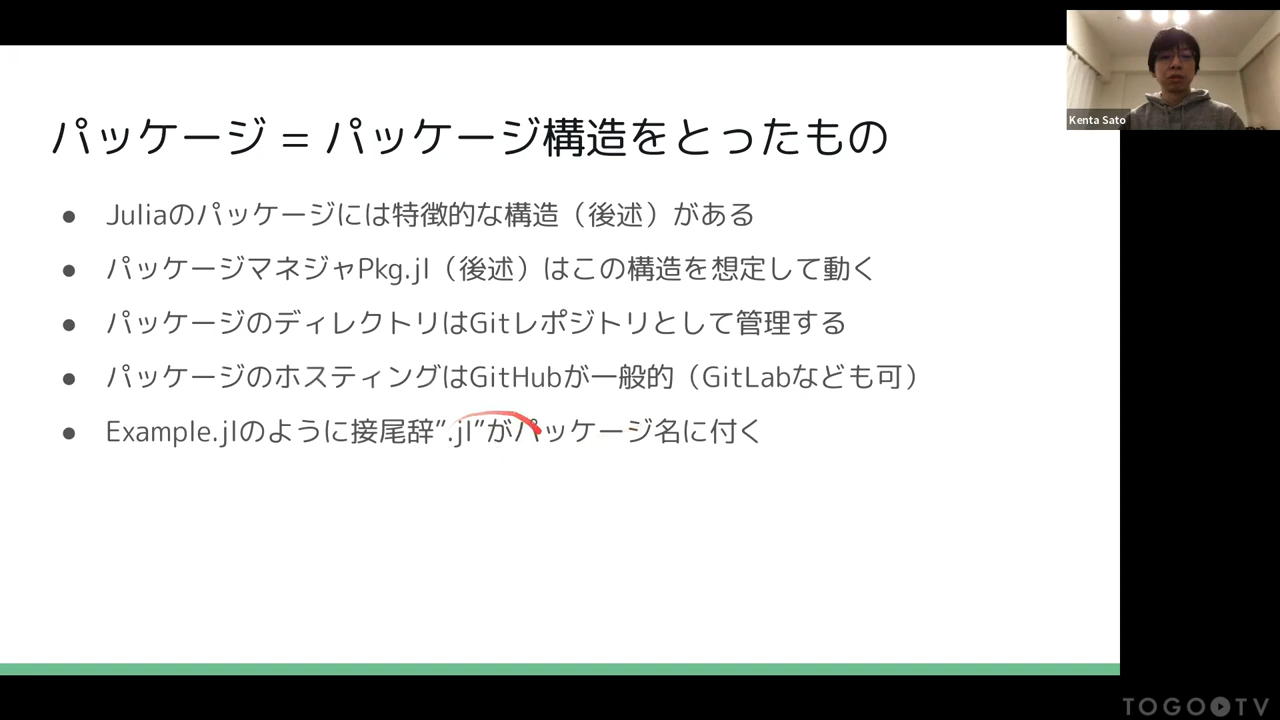 パッケージ = パッケージ構造をとったもの
● Juliaのパッケージには特徴的な構造（後述）がある
● パッケージマネジャPkg.jl（後述）はこの構造を想定して動く
● パッケージのディレクトリはGitレポジトリとして管理する
● パッケージのホスティングはGitHubが一般的（GitLabなども可）
● Example.jlのように接尾辞”.jl”がパッケージ名に付く
Kenta Sato
TOGO TV